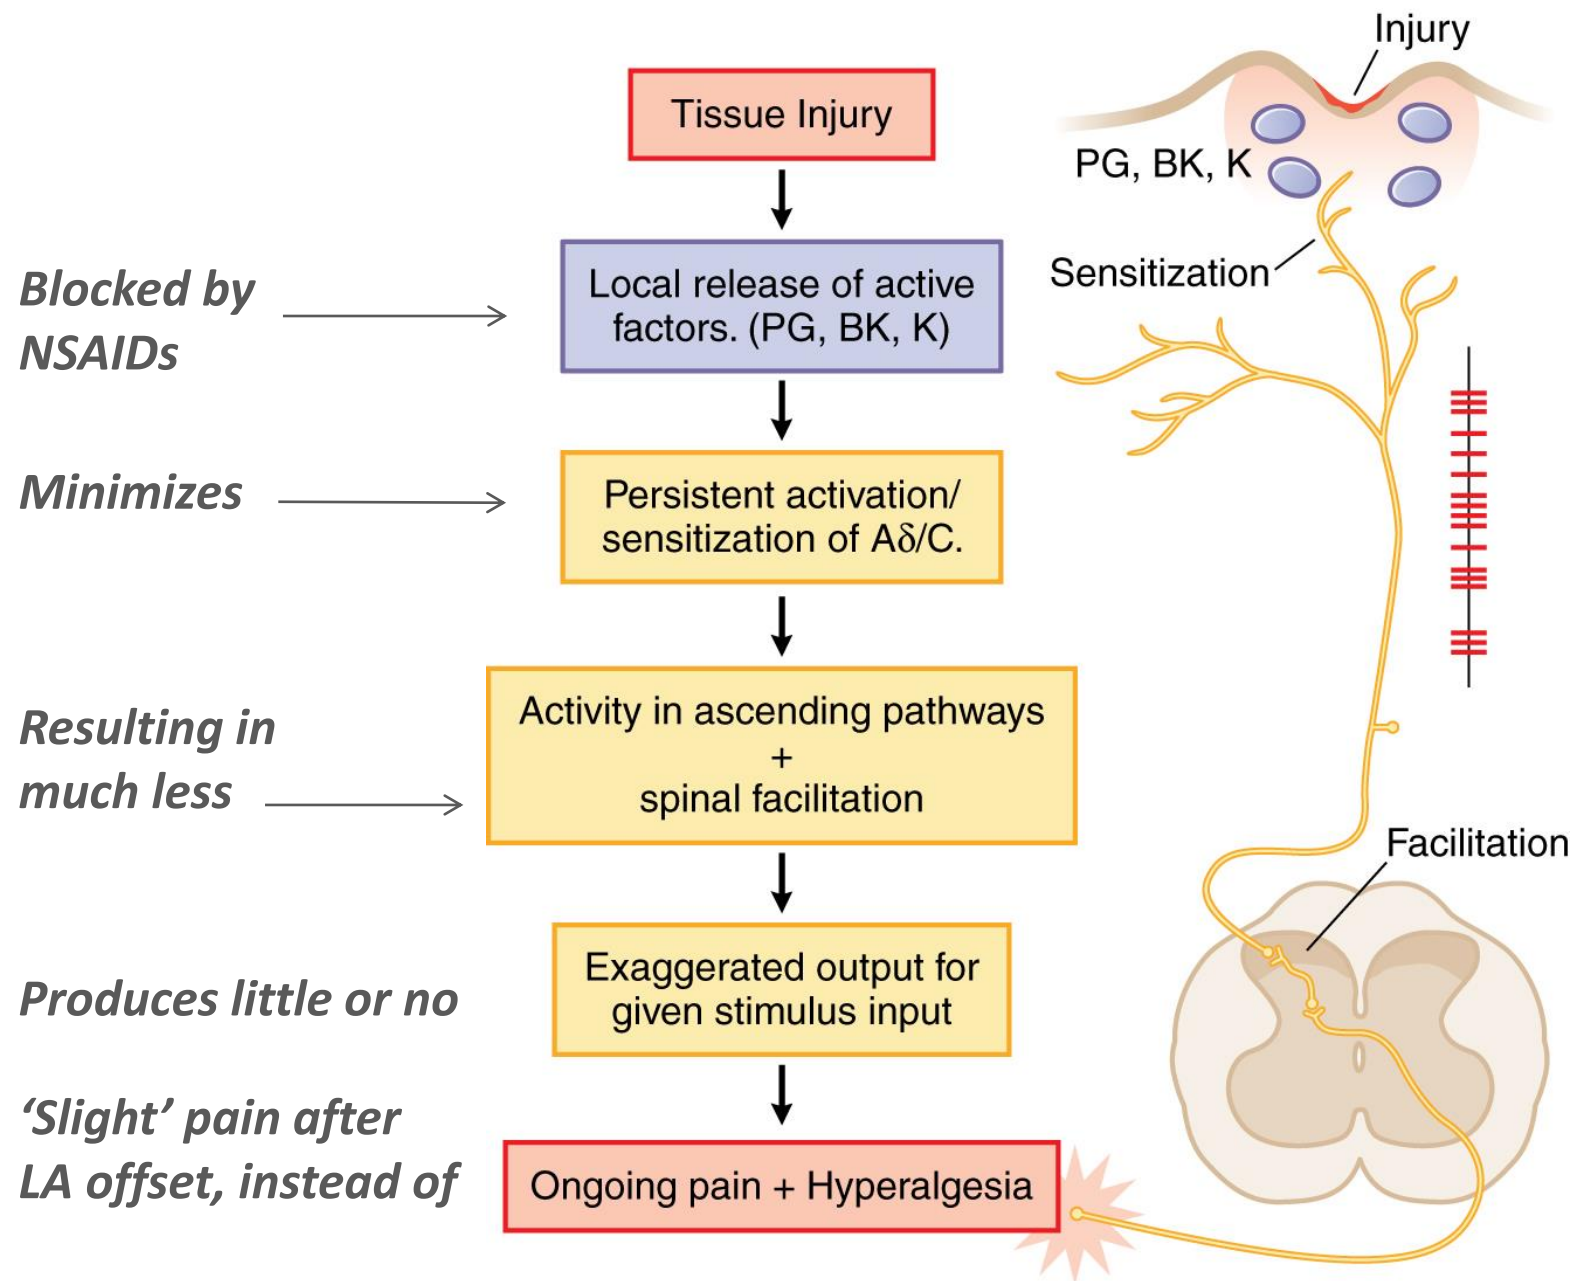 Injury
Tissue Injury
PG, BK, K
Sensitization
Blocked by
NSAIDs
Local release of active
factors. (PG, BK, K)
Minimizes
Persistent activation/
sensitization of Aδ/C.
Resulting in
much less
Activity in ascending pathways
+
spinal facilitation
Facilitation
Produces little or no
Exaggerated output for
given stimulus input
‘Slight’ pain after
LA offset, instead of
Ongoing pain + Hyperalgesia